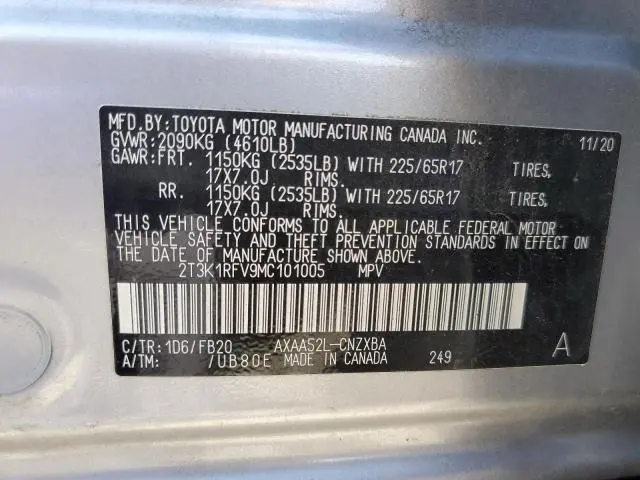 MFD.BY:TOYOTA MOTOR MANUFACTURING CANADA INC. 11/20
GVWR:2090KG (4610LB)
GAWR:FRT. 1150KG (2535LB) WITH 225/65R17 TIRES,
17X7.0J RIMS.
RR. 1150KG (2535LB) WITH 225/65R17 TIRES,
17X7.0J RIMS.
THIS VEHICLE CONFORMS TO ALL APPLICABLE FEDERAL MOTOR
VEHICLE SAFETY AND THEFT PREVENTION STANDARDS IN EFFECT ON
THE DATE OF MANUFACTURE SHOWN ABOVE.
2T3K1RFV9MC101005 MPV
C/TR:1D6/FB20 AXAA52L-CNZXBA A
A/TM: /UB80E MADE IN CANADA 249